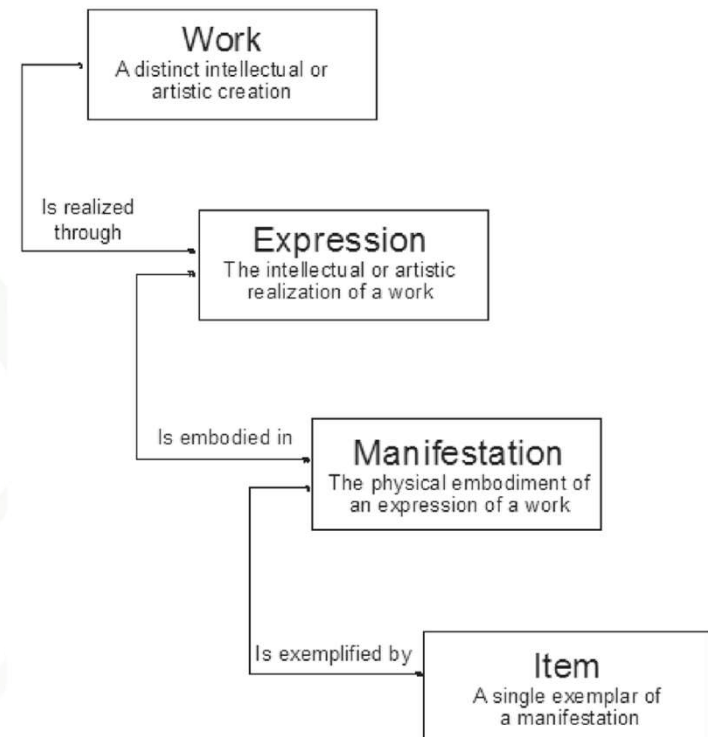 Work
A distinct intellectual or
artistic creation
Is realized
through
Expression
The intellectual or artistic
realization of a work
Is embodied in
Manifestation
The physical embodiment of
an expression of a work
Is exemplified by
Item
A single exemplar of
a manifestation